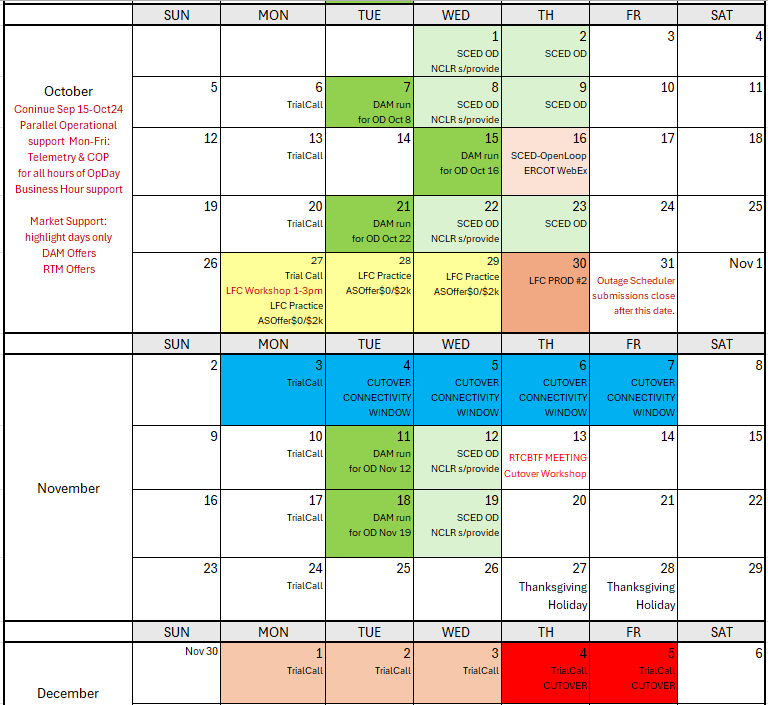 SUN MON TUE WED TH FR SAT
1 2 3 4
SCED OD SCED OD
NCLR s/provide
October
Coninue Sep 15-Oct24
Parallel Operational
support Mon-Fri:
Telemetry & COP
for all hours of OpDay
Business Hour support
Market Support:
highlight days only
DAM Offers
RTM Offers
5 6 7 8 9 10 11
TrialCall DAM run SCED OD SCED OD
for OD Oct 8 NCLR s/provide
12 13 14 15 16 17 18
TrialCall DAM run SCED-OpenLoop
for OD Oct 16 ERCOT WebEx
19 20 21 22 23 24 25
TrialCall DAM run SCED OD SCED OD
for OD Oct 22 NCLR s/provide
26 27 28 29 30 31 Nov 1
Trial Call LFC Practice LFC Practice LFC PROD #2 Outage Scheduler
LFC Workshop 1-3pm ASOffer$0/$2k ASOffer$0/$2k submissions close
LFC Practice after this date.
ASOffer$0/$2k
SUN MON TUE WED TH FR SAT
November
2 3 4 5 6 7 8
TrialCall CUTOVER CUTOVER CUTOVER CUTOVER
CONNECTIVITY CONNECTIVITY CONNECTIVITY CONNECTIVITY
WINDOW WINDOW WINDOW WINDOW
9 10 11 12 13 14 15
TrialCall DAM run SCED OD RTCBTF MEETING
for OD Nov 12 NCLR s/provide Cutover Workshop
16 17 18 19 20 21 22
TrialCall DAM run SCED OD
for OD Nov 19 NCLR s/provide
23 24 25 26 27 28 29
TrialCall Thanksgiving Thanksgiving
Holiday Holiday
SUN MON TUE WED TH FR SAT
December
Nov 30 1 2 3 4 5 6
TrialCall TrialCall TrialCall TrialCall TrialCall
CUTOVER CUTOVER